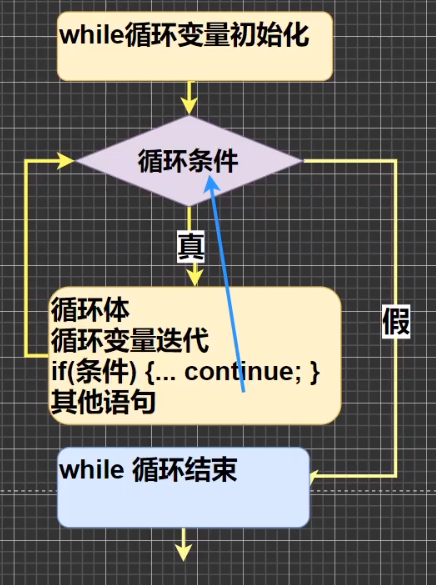 while循环变量初始化
循环条件
真
循环体
循环变量迭代
if(条件) {... continue; }
其他语句
假
while 循环结束